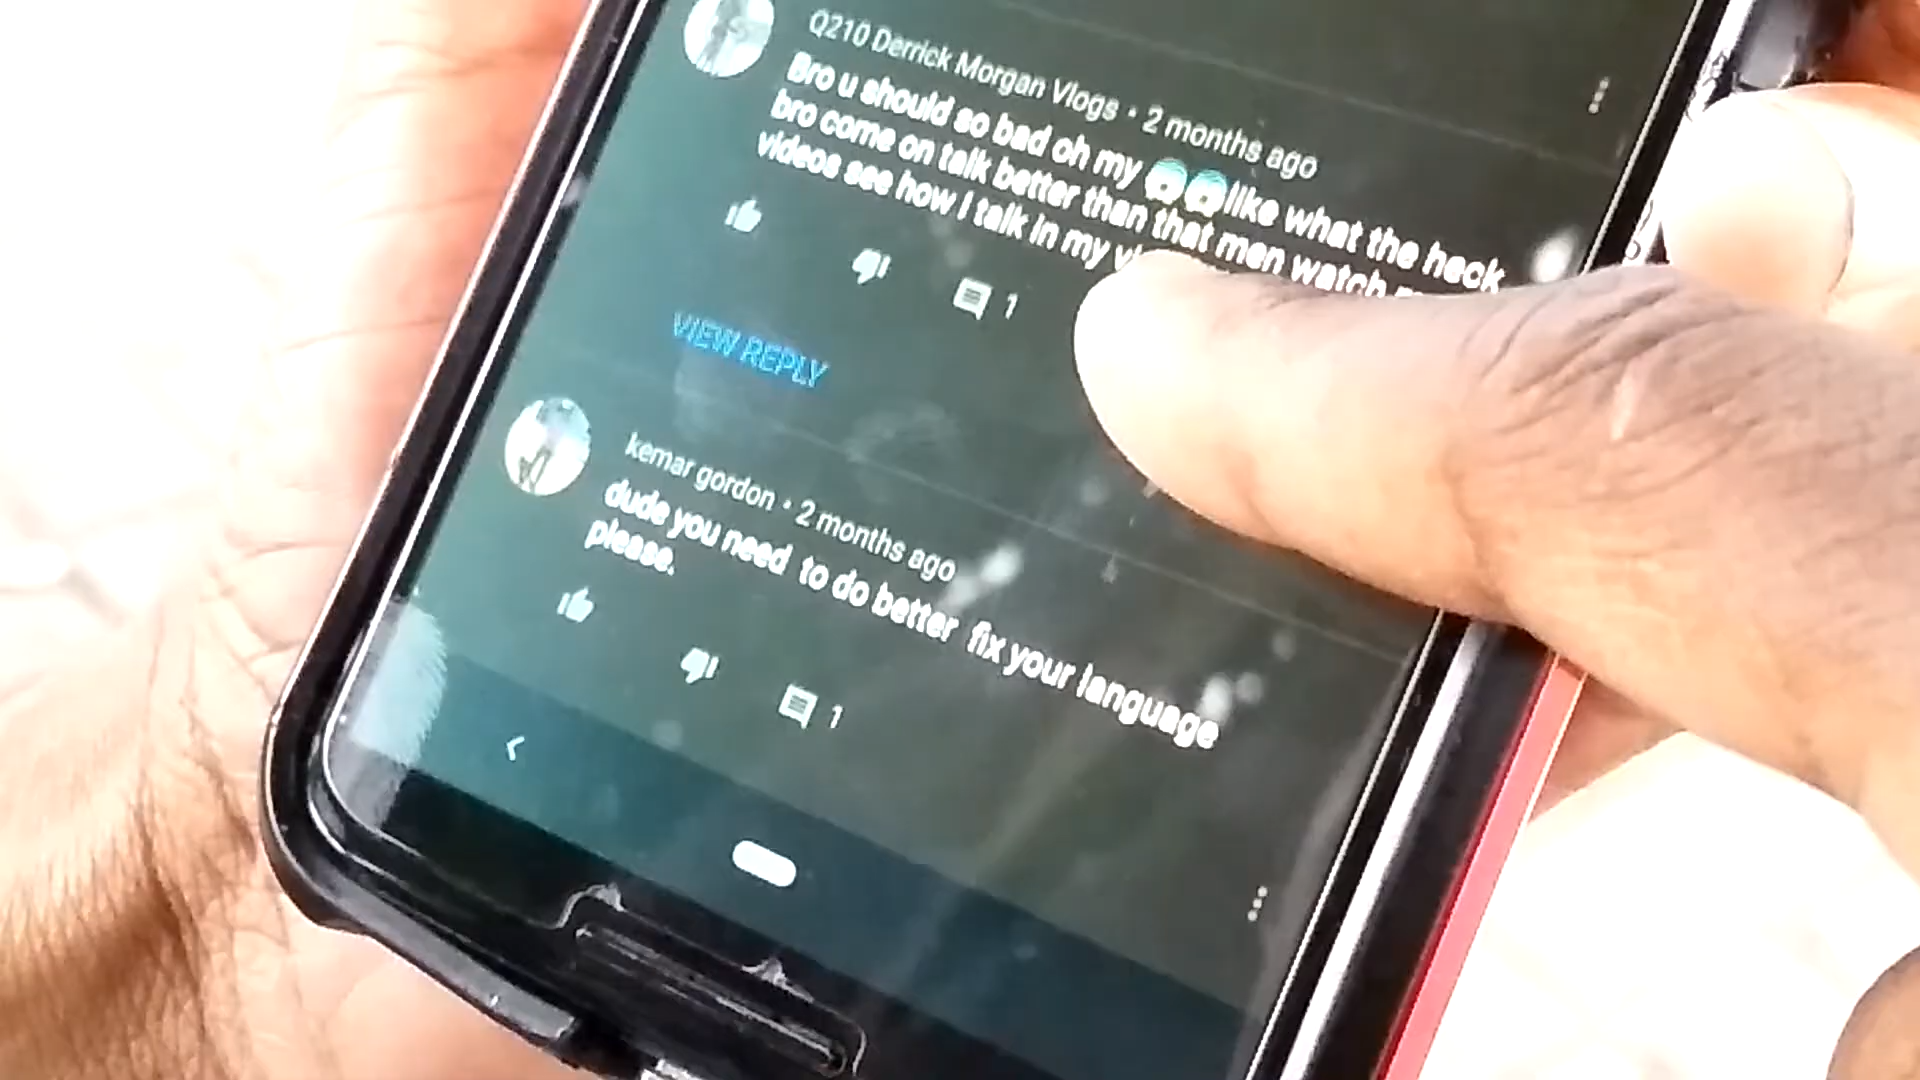 Q210 Derrick Morgan Vlogs • 2 months ago
Bro u should so bad oh my 😱😱like what the heck
bro come on talk better than that men watch
videos see how I talk in my
1
VIEW REPLY
kemar gordon • 2 months ago
dude you need to do better fix your language
please.
1